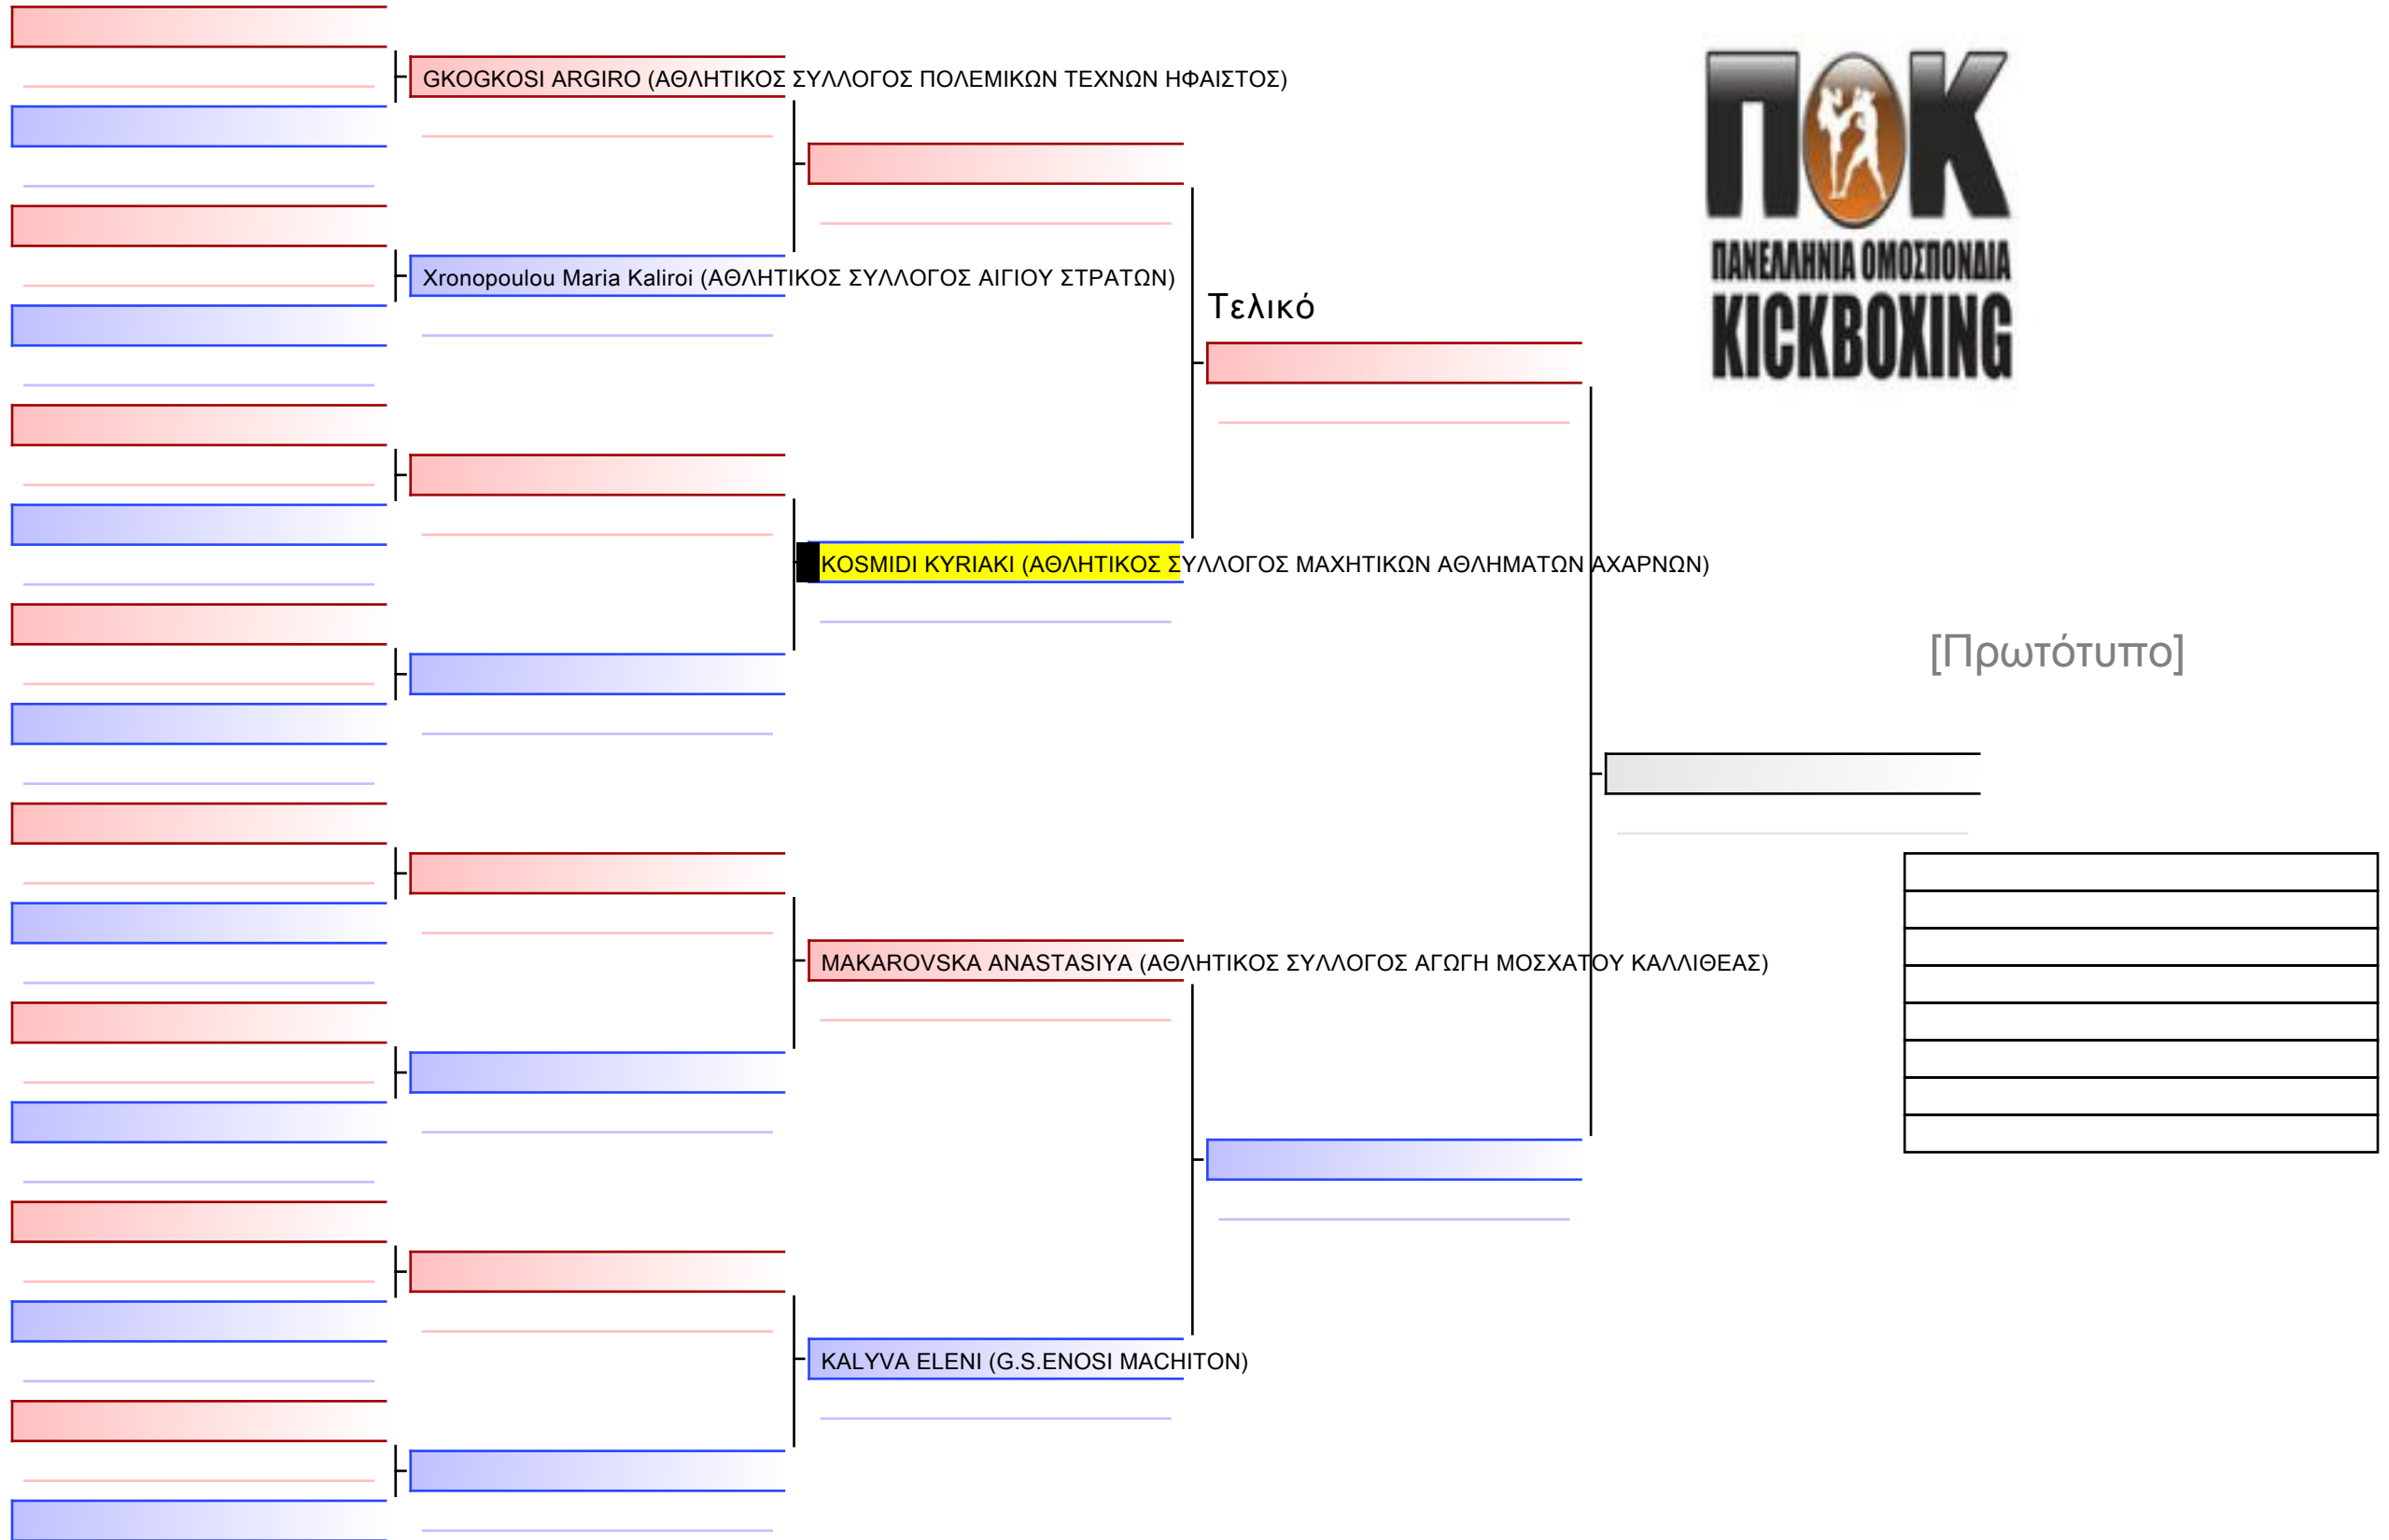 GKOGKOSI ARGIRO (ΑΘΛΗΤΙΚΟΣ ΣΥΛΛΟΓΟΣ ΠΟΛΕΜΙΚΩΝ ΤΕΧΝΩΝ ΗΦΑΙΣΤΟΣ)
Xronopoulou Maria Kaliroi (ΑΘΛΗΤΙΚΟΣ ΣΥΛΛΟΓΟΣ ΑΙΓΙΟΥ ΣΤΡΑΤΩΝ)
Τελικό
KOSMIDI KYRIAKI (ΑΘΛΗΤΙΚΟΣ ΣΥΛΛΟΓΟΣ ΜΑΧΗΤΙΚΩΝ ΑΘΛΗΜΑΤΩΝ ΑΧΑΡΝΩΝ)
MAKAROVSKA ANASTASIYA (ΑΘΛΗΤΙΚΟΣ ΣΥΛΛΟΓΟΣ ΑΓΩΓΗ ΜΟΣΧΑΤΟΥ ΚΑΛΛΙΘΕΑΣ)
KALYVA ELENI (G.S.ENOSI MACHITON)
ΠΟΚ
ΠΑΝΕΛΛΗΝΙΑ ΟΜΟΣΠΟΝΔΙΑ
KICKBOXING
[Πρωτότυπο]